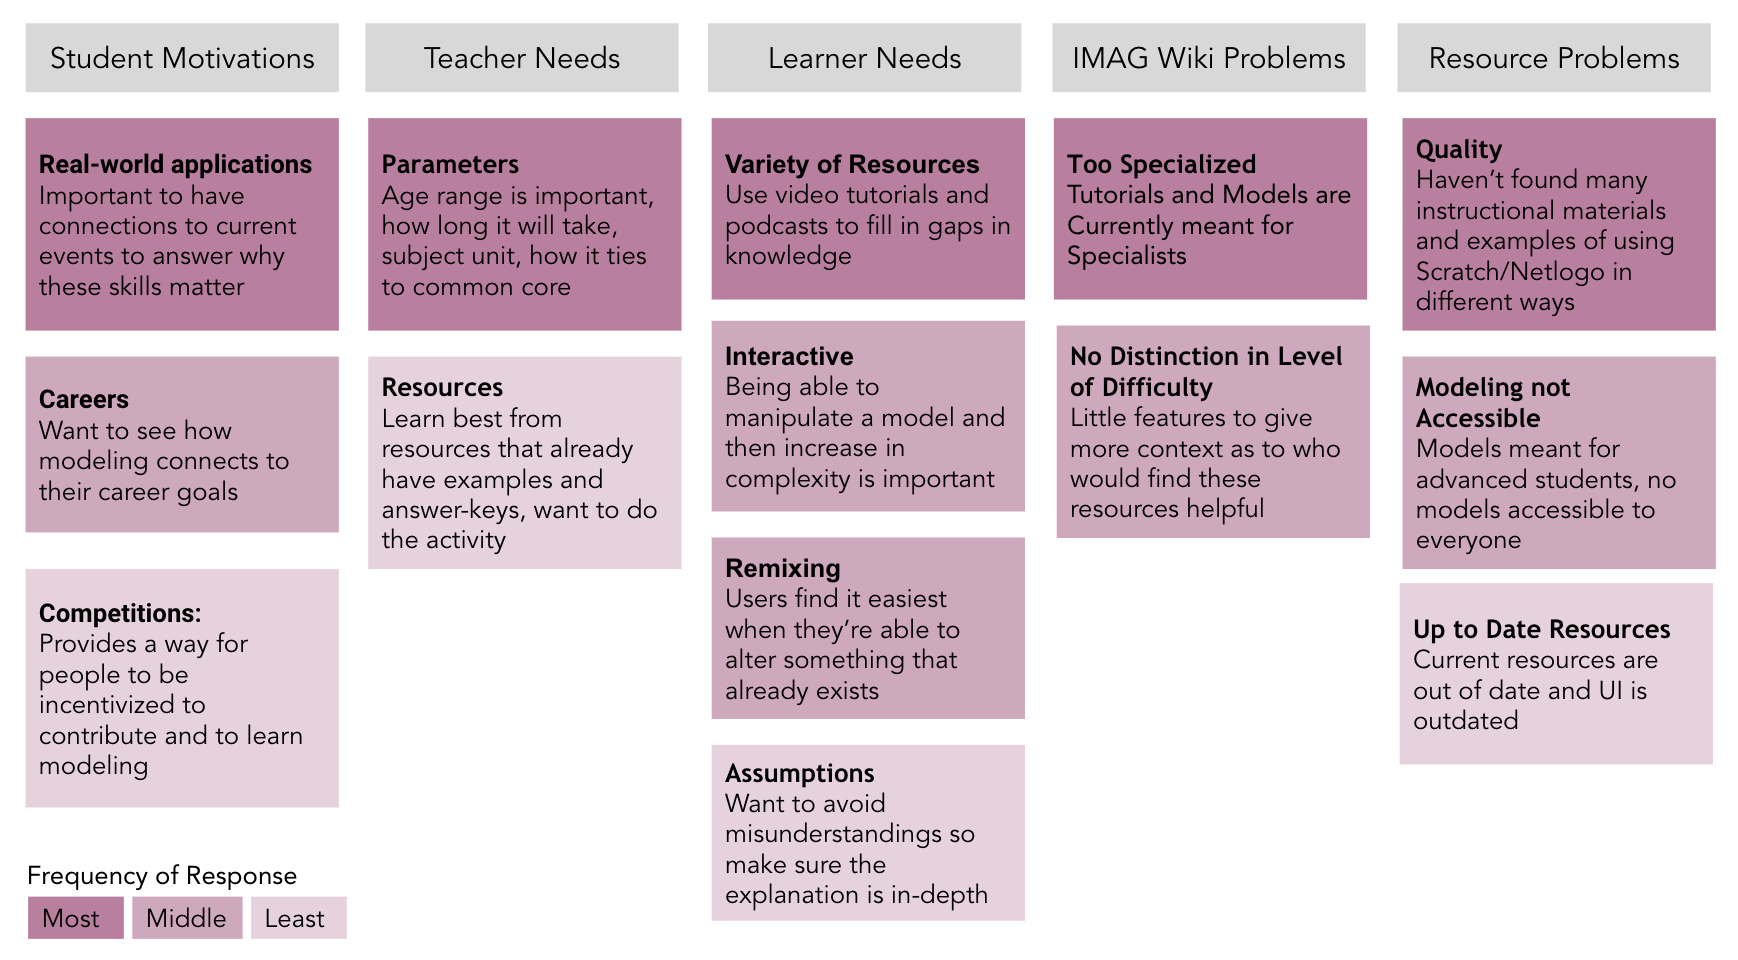 Student Motivations
Real-world applications
Important to have
connections to current
events to answer why
these skills matter
Careers
Want to see how
modeling connects to
their career goals
Competitions:
Provides a way for
people to be
incentivized to
contribute and to learn
modeling
Teacher Needs
Parameters
Age range is important,
how long it will take,
subject unit, how it ties
to common core
Resources
Learn best from
resources that already
have examples and
answer-keys, want to do
the activity
Learner Needs
Variety of Resources
Use video tutorials and
podcasts to fill in gaps in
knowledge
Interactive
Being able to
manipulate a model and
then increase in
complexity is important
Remixing
Users find it easiest
when they're able to
alter something that
already exists
Assumptions
Want to avoid
misunderstandings so
make sure the
explanation is in-depth
IMAG Wiki Problems
Too Specialized
Tutorials and Models are
Currently meant for
Specialists
No Distinction in Level
of Difficulty
Little features to give
more context as to who
would find these
resources helpful
Resource Problems
Quality
Haven't found many
instructional materials
and examples of using
Scratch/Netlogo in
different ways
Modeling not
Accessible
Models meant for
advanced students, no
models accessible to
everyone
Up to Date Resources
Current resources are
out of date and UI is
outdated
Frequency of Response
Most
Middle
Least